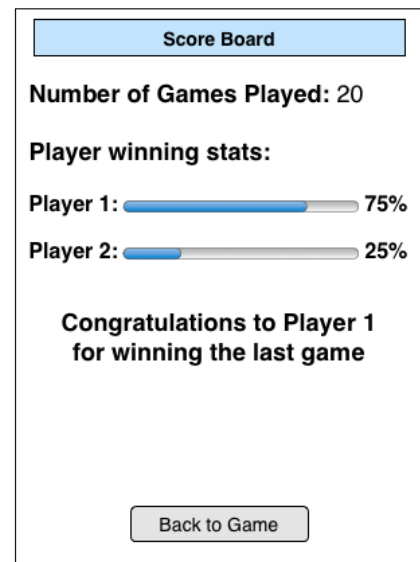 Score Board
Number of Games Played: 20
Player winning stats:
Player 1: 75%
Player 2: 25%
Congratulations to Player 1
for winning the last game
Back to Game